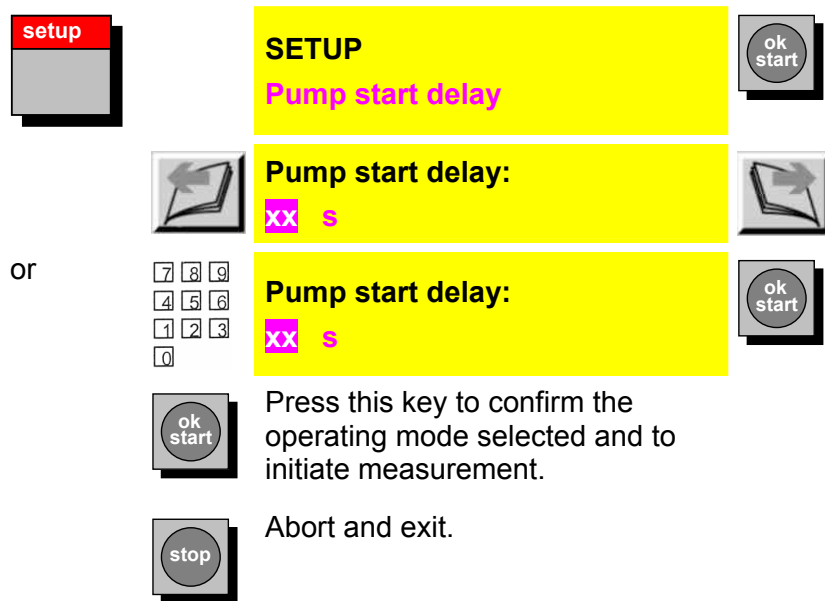 setup
SETUP
Pump start delay
ok
start
Pump start delay:
xx s
or
7 8 9
4 5 6
1 2 3
0
Pump start delay:
xx s
ok
start
ok
start
Press this key to confirm the
operating mode selected and to
initiate measurement.
stop
Abort and exit.